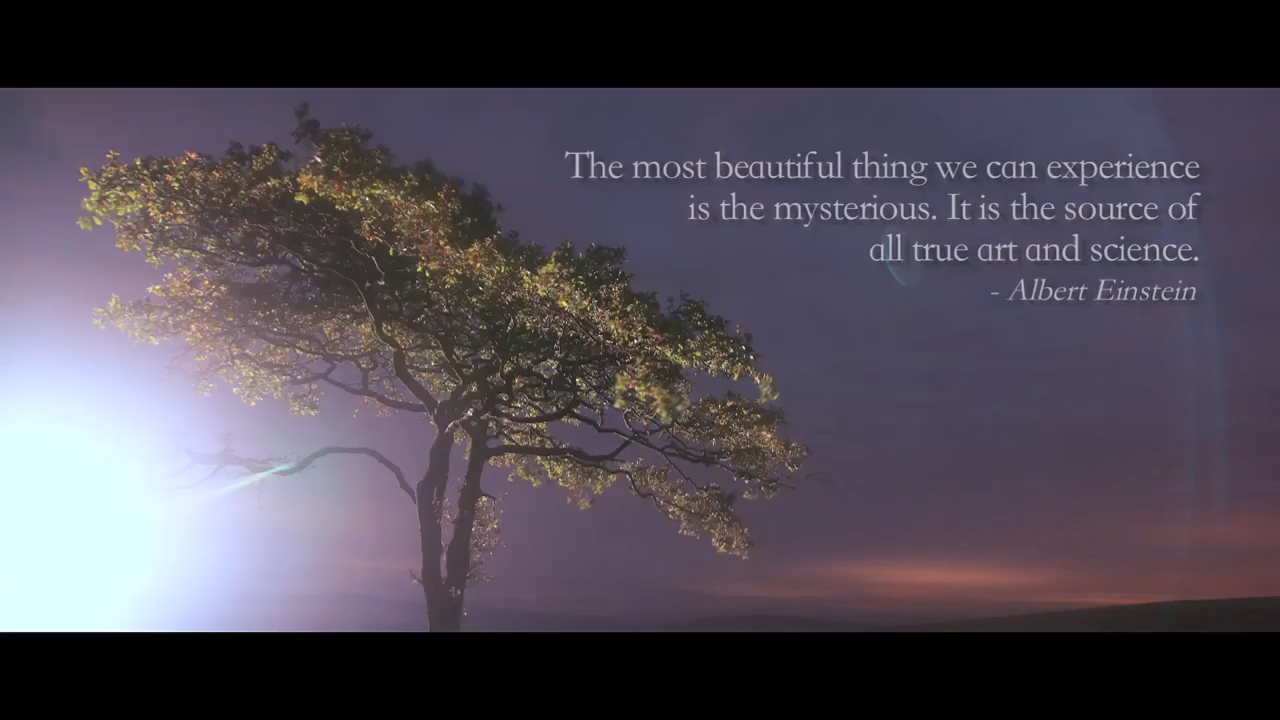 The most beautiful thing we can experience
is the mysterious. It is the source of
all true art and science.
- Albert Einstein